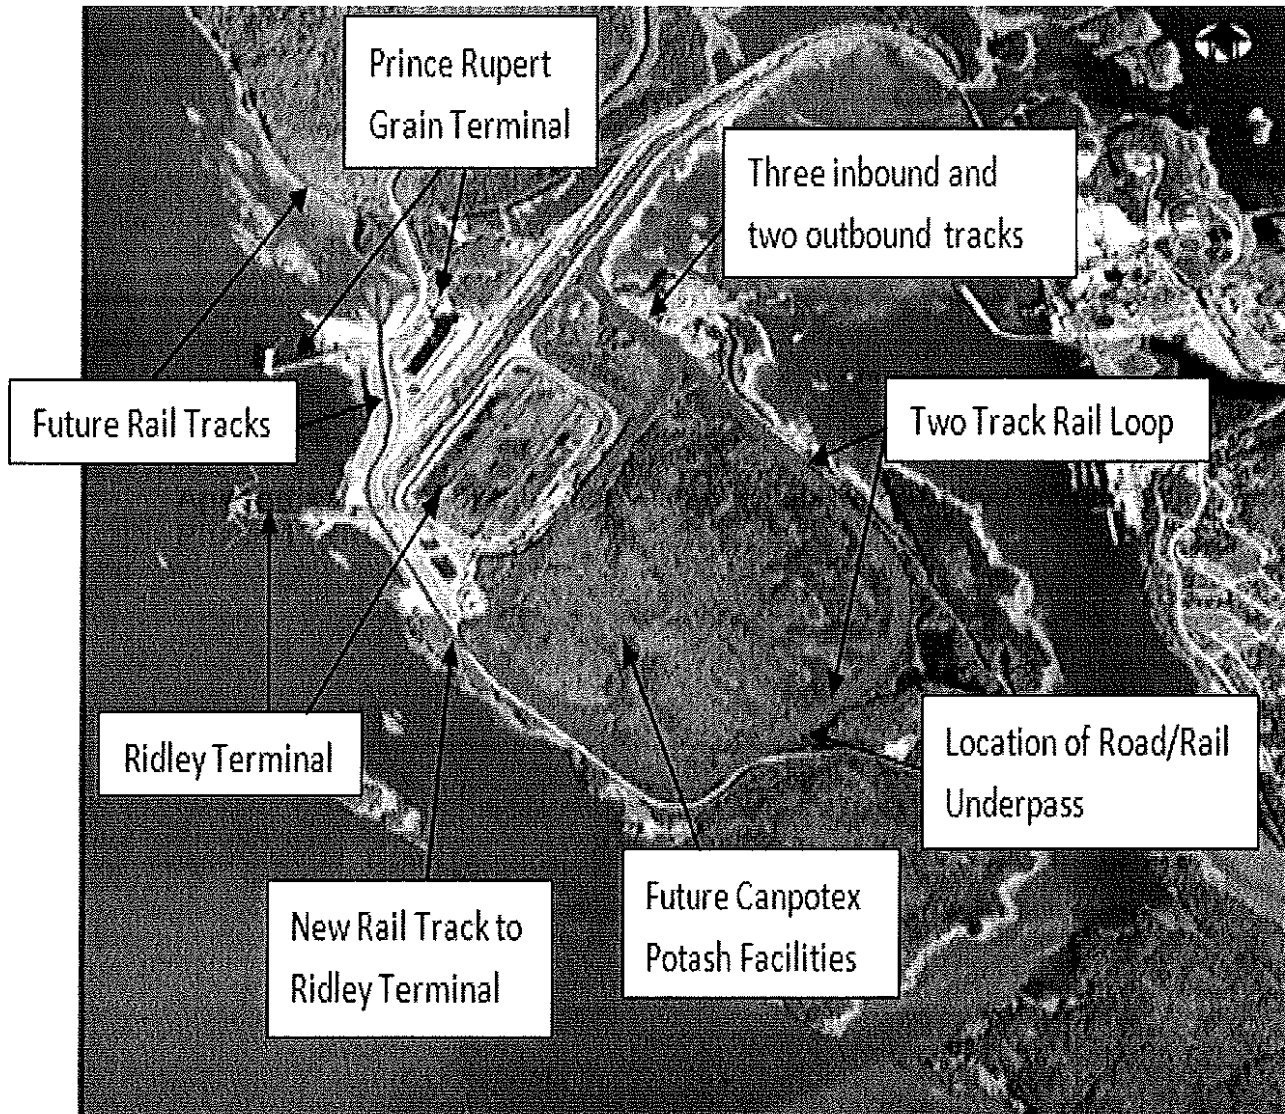 Prince Rupert
Grain Terminal
Three inbound and
two outbound tracks
Future Rail Tracks
Two Track Rail Loop
Ridley Terminal
Location of Road/Rail
Underpass
New Rail Track to
Ridley Terminal
Future Canpotex
Potash Facilities